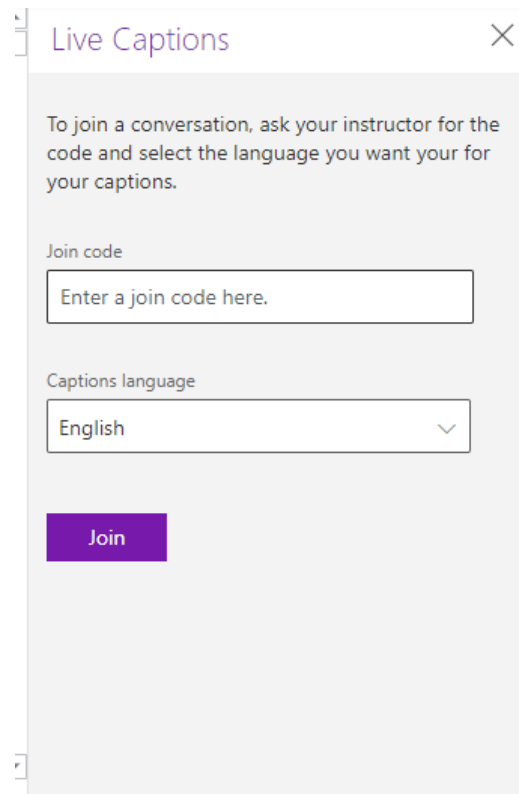 Live Captions
To join a conversation, ask your instructor for the
code and select the language you want your for
your captions.
Join code
Enter a join code here.
Captions language
English
Join